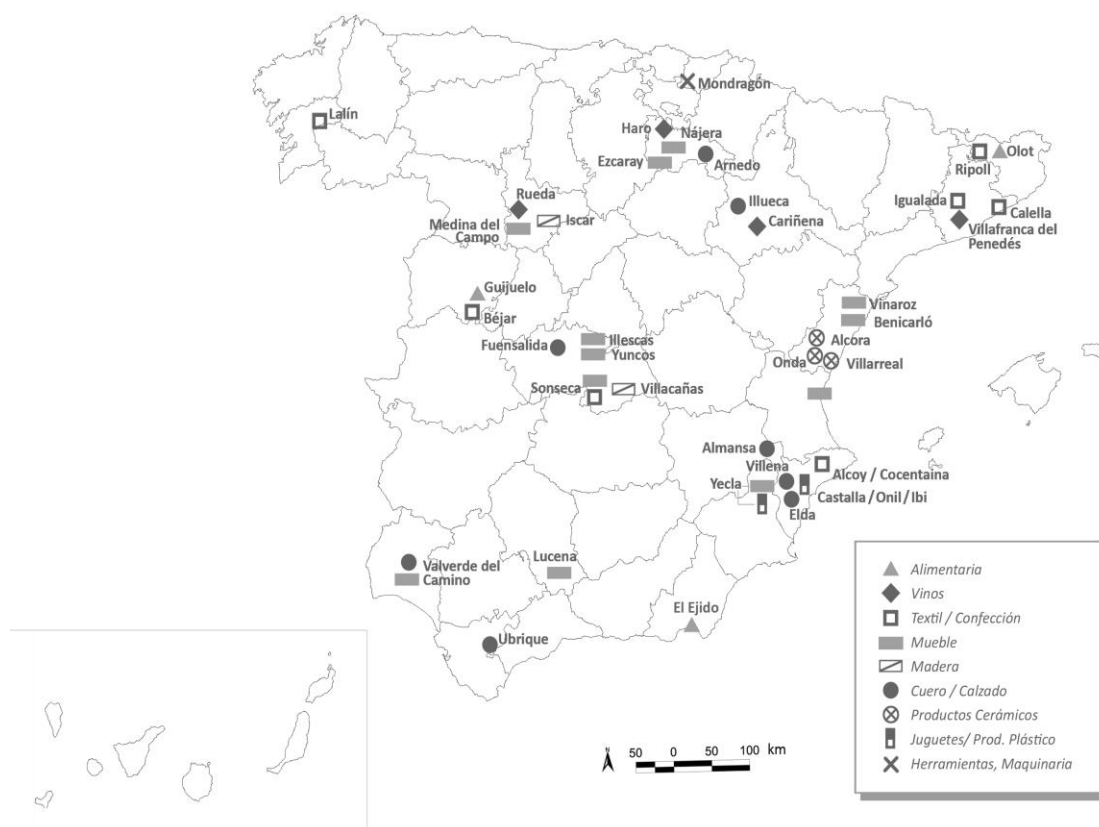 Mondragón
Lalín
Haro
Nájera
Ezcaray
Arnedo
Olot
Ripoll
Rueda
Illueca
Igualada
Calella
Medina del
Campo
Iscar
Cariñena
Villafranca del
Penedés
Guijuelo
Béjar
Vinaroz
Benicarló
Fuensalida
Illescas
Yuncos
Alcora
Onda
Villarreal
Sonseca
Villacañas
Almansa
Villena
Alcoy / Cocentaina
Yecla
Castalla / Onil / Ibi
Elda
Valverde del
Camino
Lucena
El Ejido
Ubrique
Alimentaria
Vinos
Textil / Confección
Mueble
Madera
Cuero / Calzado
Productos Cerámicos
Juguetes/ Prod. Plástico
Herramientas, Maquinaria
N
50 0 50 100 km